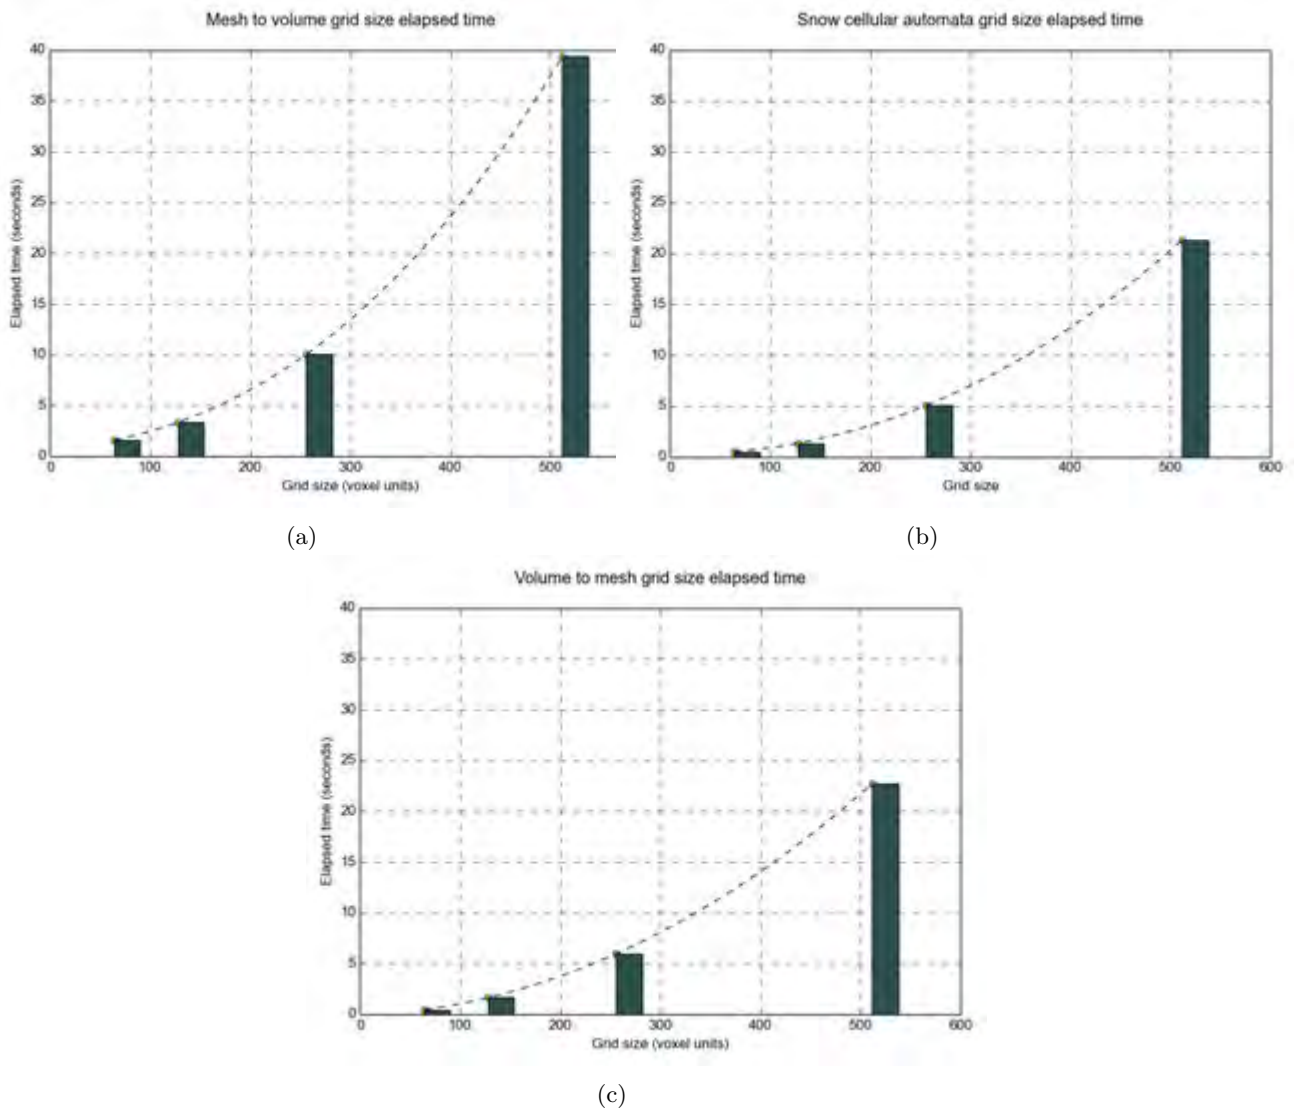 Mesh to volume grid size elapsed time
40
35
30
25
20
15
10
5
0
Elapsed time (seconds)
0 100 200 300 400 500
Grid size (voxel units)
(a)
Snow cellular automata grid size elapsed time
40
35
30
25
20
15
10
5
0
Elapsed time (seconds)
0 100 200 300 400 500 600
Grid size
(b)
Volume to mesh grid size elapsed time
40
35
30
25
20
15
10
5
0
Elapsed time (seconds)
0 100 200 300 400 500 600
Grid size (voxel units)
(c)